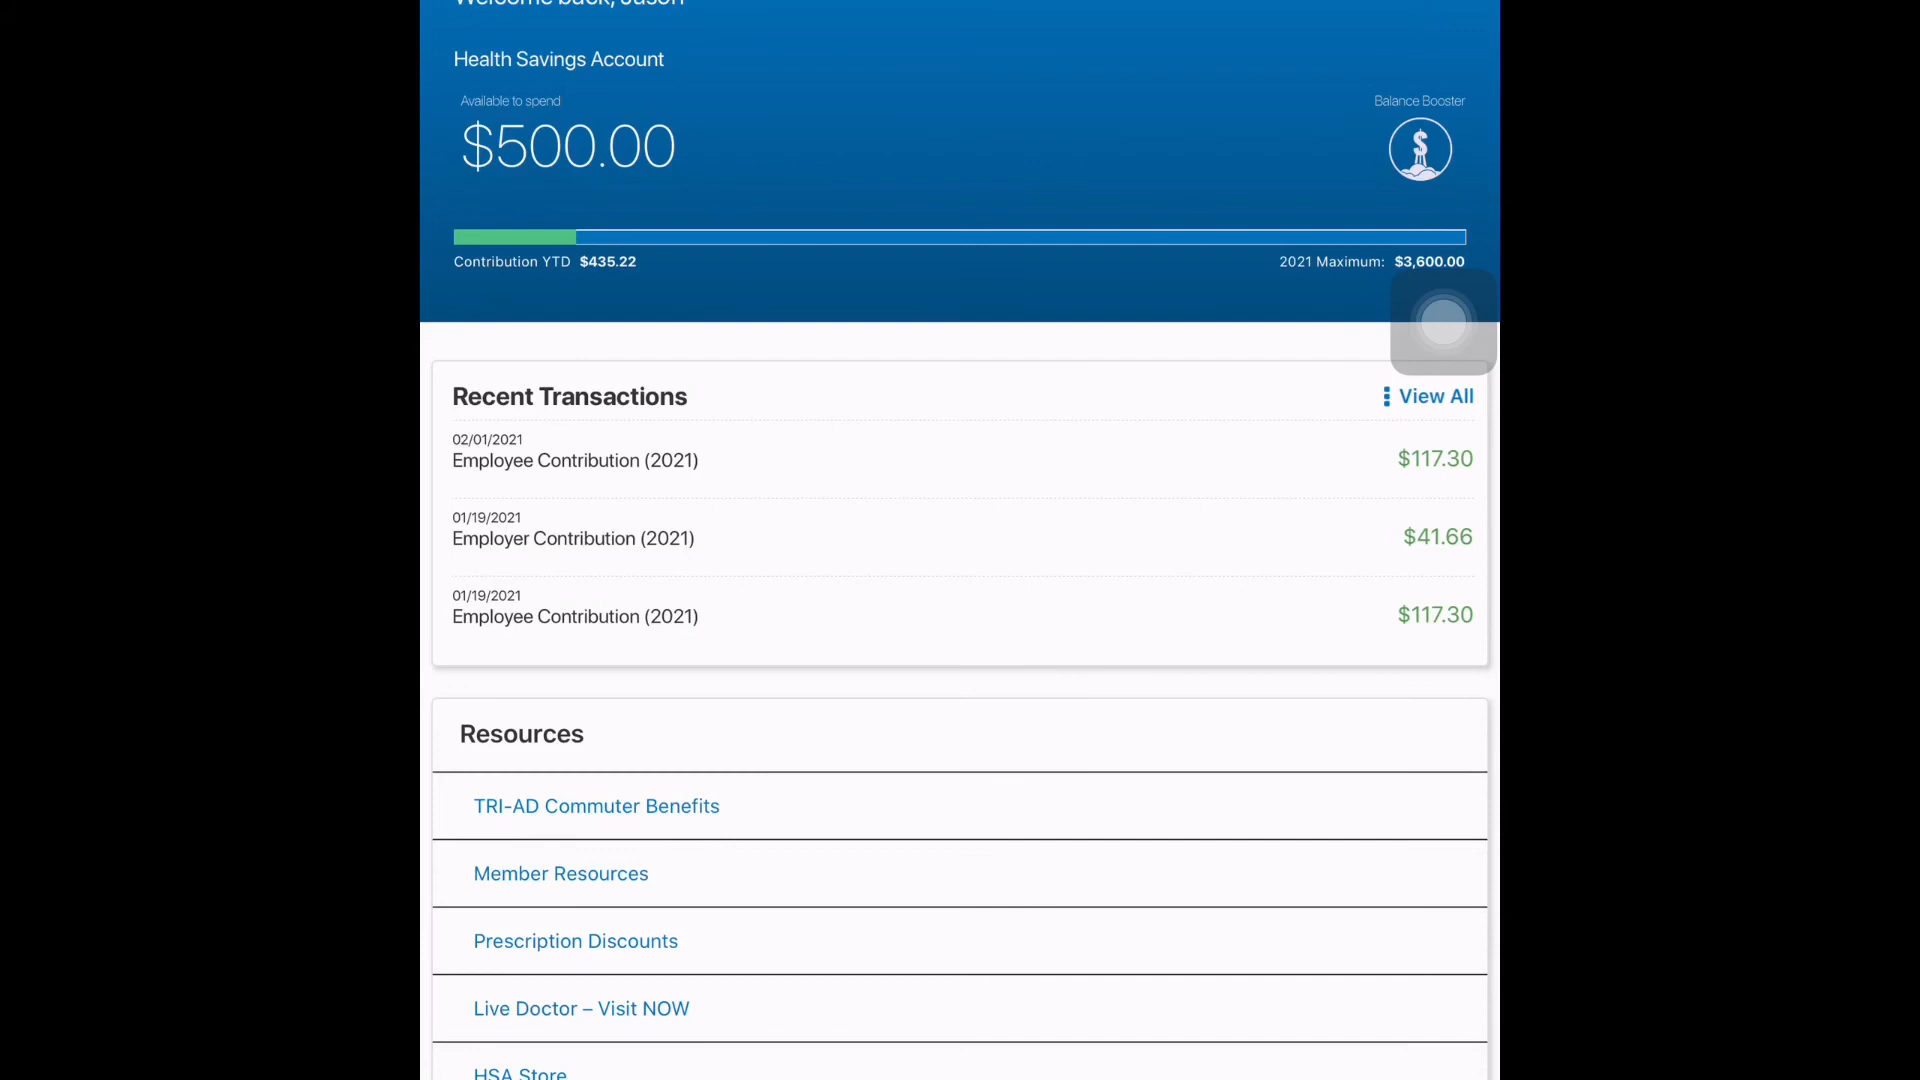 Welcome back, Jason
Health Savings Account
Available to spend
Balance Booster
$500.00
Contribution YTD $435.22
2021 Maximum: $3,600.00
Recent Transactions
View All
02/01/2021
Employee Contribution (2021)
$117.30
01/19/2021
Employer Contribution (2021)
$41.66
01/19/2021
Employee Contribution (2021)
$117.30
Resources
TRI-AD Commuter Benefits
Member Resources
Prescription Discounts
Live Doctor – Visit NOW
HSA Store